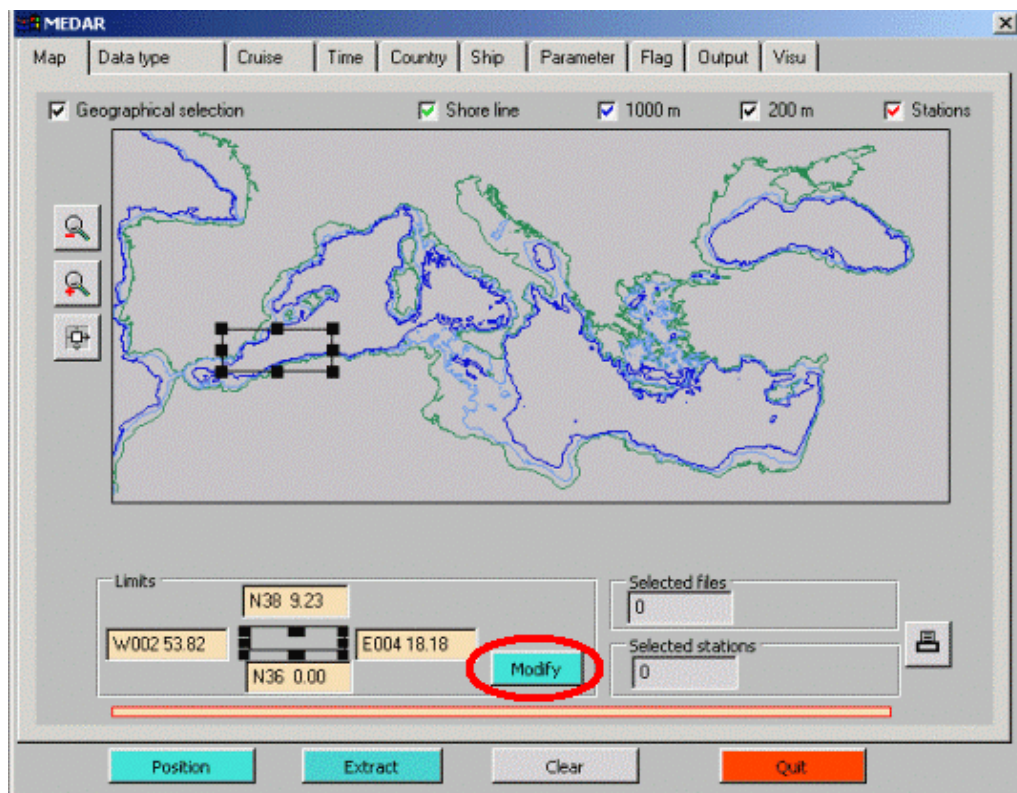 MEDAR
Map Data type Cruise Time Country Ship Parameter Flag Output Visu
Geographical selection Shore line 1000 m 200 m Stations
Limits
N38 9.23
W002 53.82 E004 18.18
N36 0.00
Modify
Selected files
0
Selected stations
0
Position Extract Clear Quit